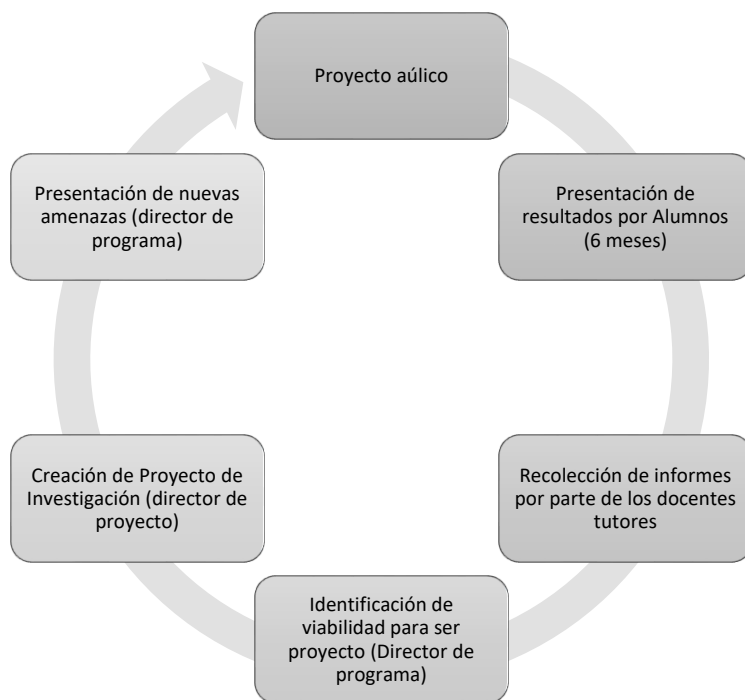 Proyecto aúlico
Presentación de
resultados por Alumnos
(6 meses)
Recolección de informes
por parte de los docentes
tutores
Identificación de
viabilidad para ser
proyecto (Director de
programa)
Creación de Proyecto de
Investigación (director de
proyecto)
Presentación de nuevas
amenazas (director de
programa)